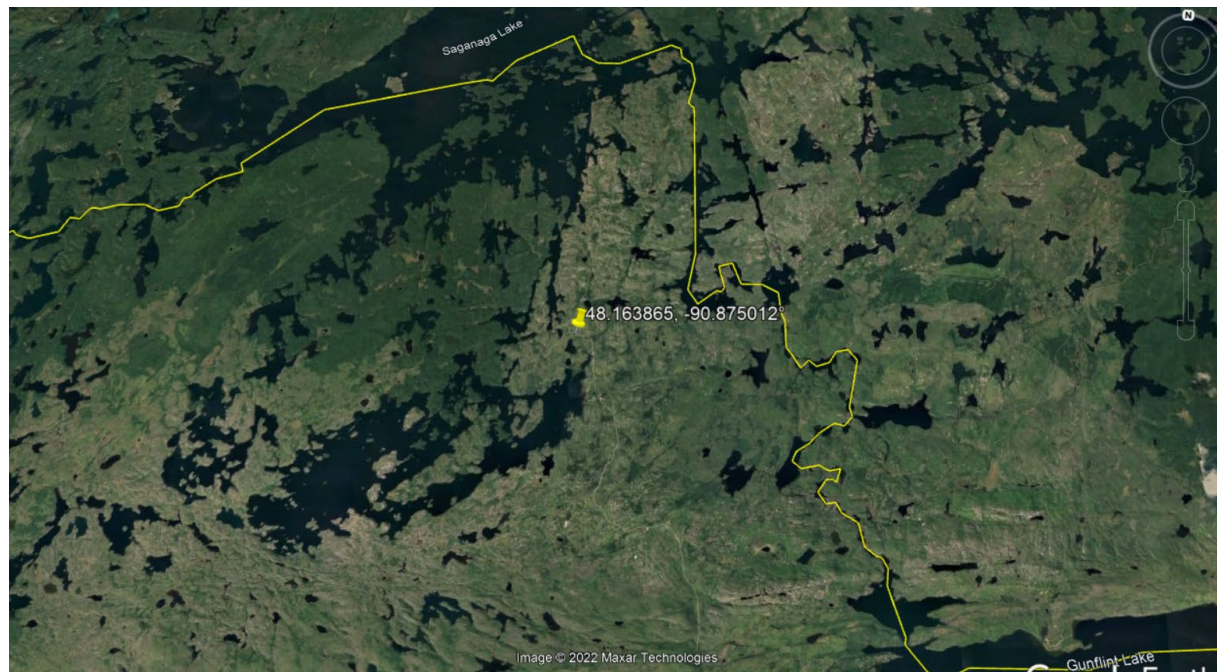 N
Saganaga Lake
48.163865, -90.875012°
Image © 2022 Maxar Technologies
Gunflint Lake